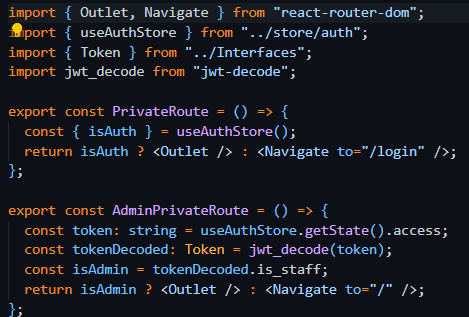 import { Outlet, Navigate } from "react-router-dom";
import { useAuthStore } from "../store/auth";
import { Token } from "../Interfaces";
import jwt_decode from "jwt-decode";
export const PrivateRoute = () => {
const { isAuth } = useAuthStore();
return isAuth ? <Outlet /> : <Navigate to="/login" />;
};
export const AdminPrivateRoute = () => {
const token: string = useAuthStore.getState().access;
const tokenDecoded: Token = jwt_decode(token);
const isAdmin = tokenDecoded.is_staff;
return isAdmin ? <Outlet /> : <Navigate to="/" />;
};